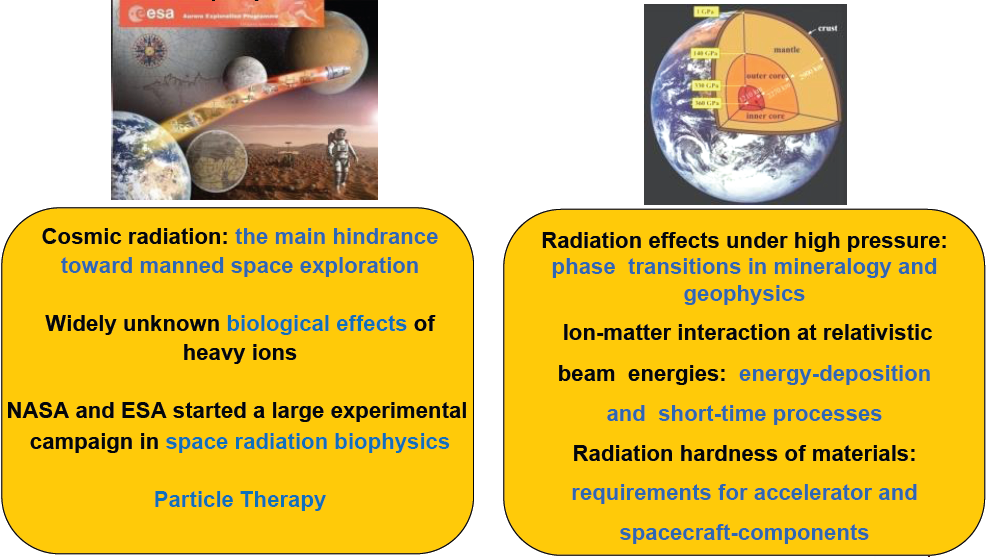 esa
Aurora Exploration Programme
1 GPa
crust
mantle
140 GPa
outer core
330 GPa
360 GPa
inner core
Cosmic radiation: the main hindrance
toward manned space exploration
Widely unknown biological effects of
heavy ions
NASA and ESA started a large experimental
campaign in space radiation biophysics
Particle Therapy
Radiation effects under high pressure:
phase transitions in mineralogy and
geophysics
Ion-matter interaction at relativistic
beam energies: energy-deposition
and short-time processes
Radiation hardness of materials:
requirements for accelerator and
spacecraft-components